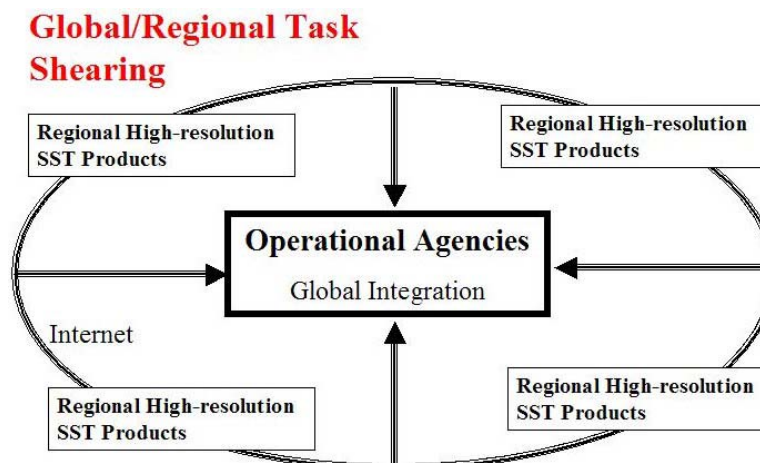 Global/Regional Task
Shearing
Regional High-resolution
SST Products
Regional High-resolution
SST Products
Operational Agencies
Global Integration
Internet
Regional High-resolution
SST Products
Regional High-resolution
SST Products